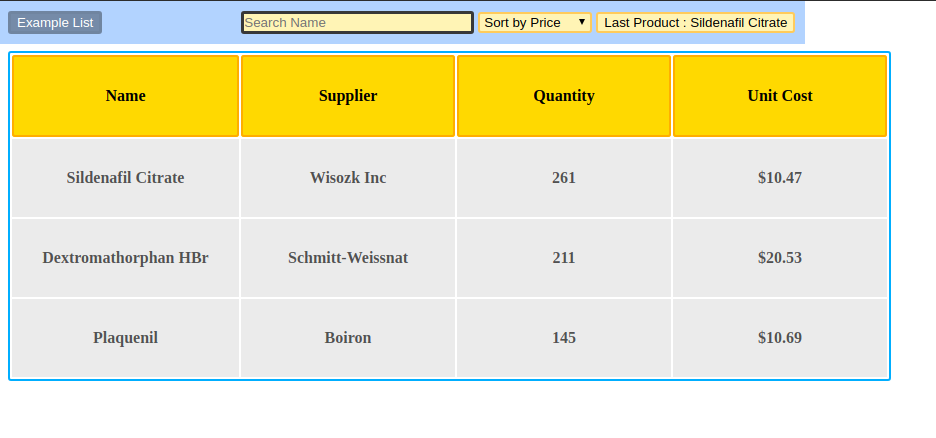 Example List Search Name Sort by Price Last Product : Sildenafil Citrate
Name Supplier Quantity Unit Cost
Sildenafil Citrate Wisozk Inc 261 $10.47
Dextromathorphan HBr Schmitt-Weissnat 211 $20.53
Plaquenil Boiron 145 $10.69